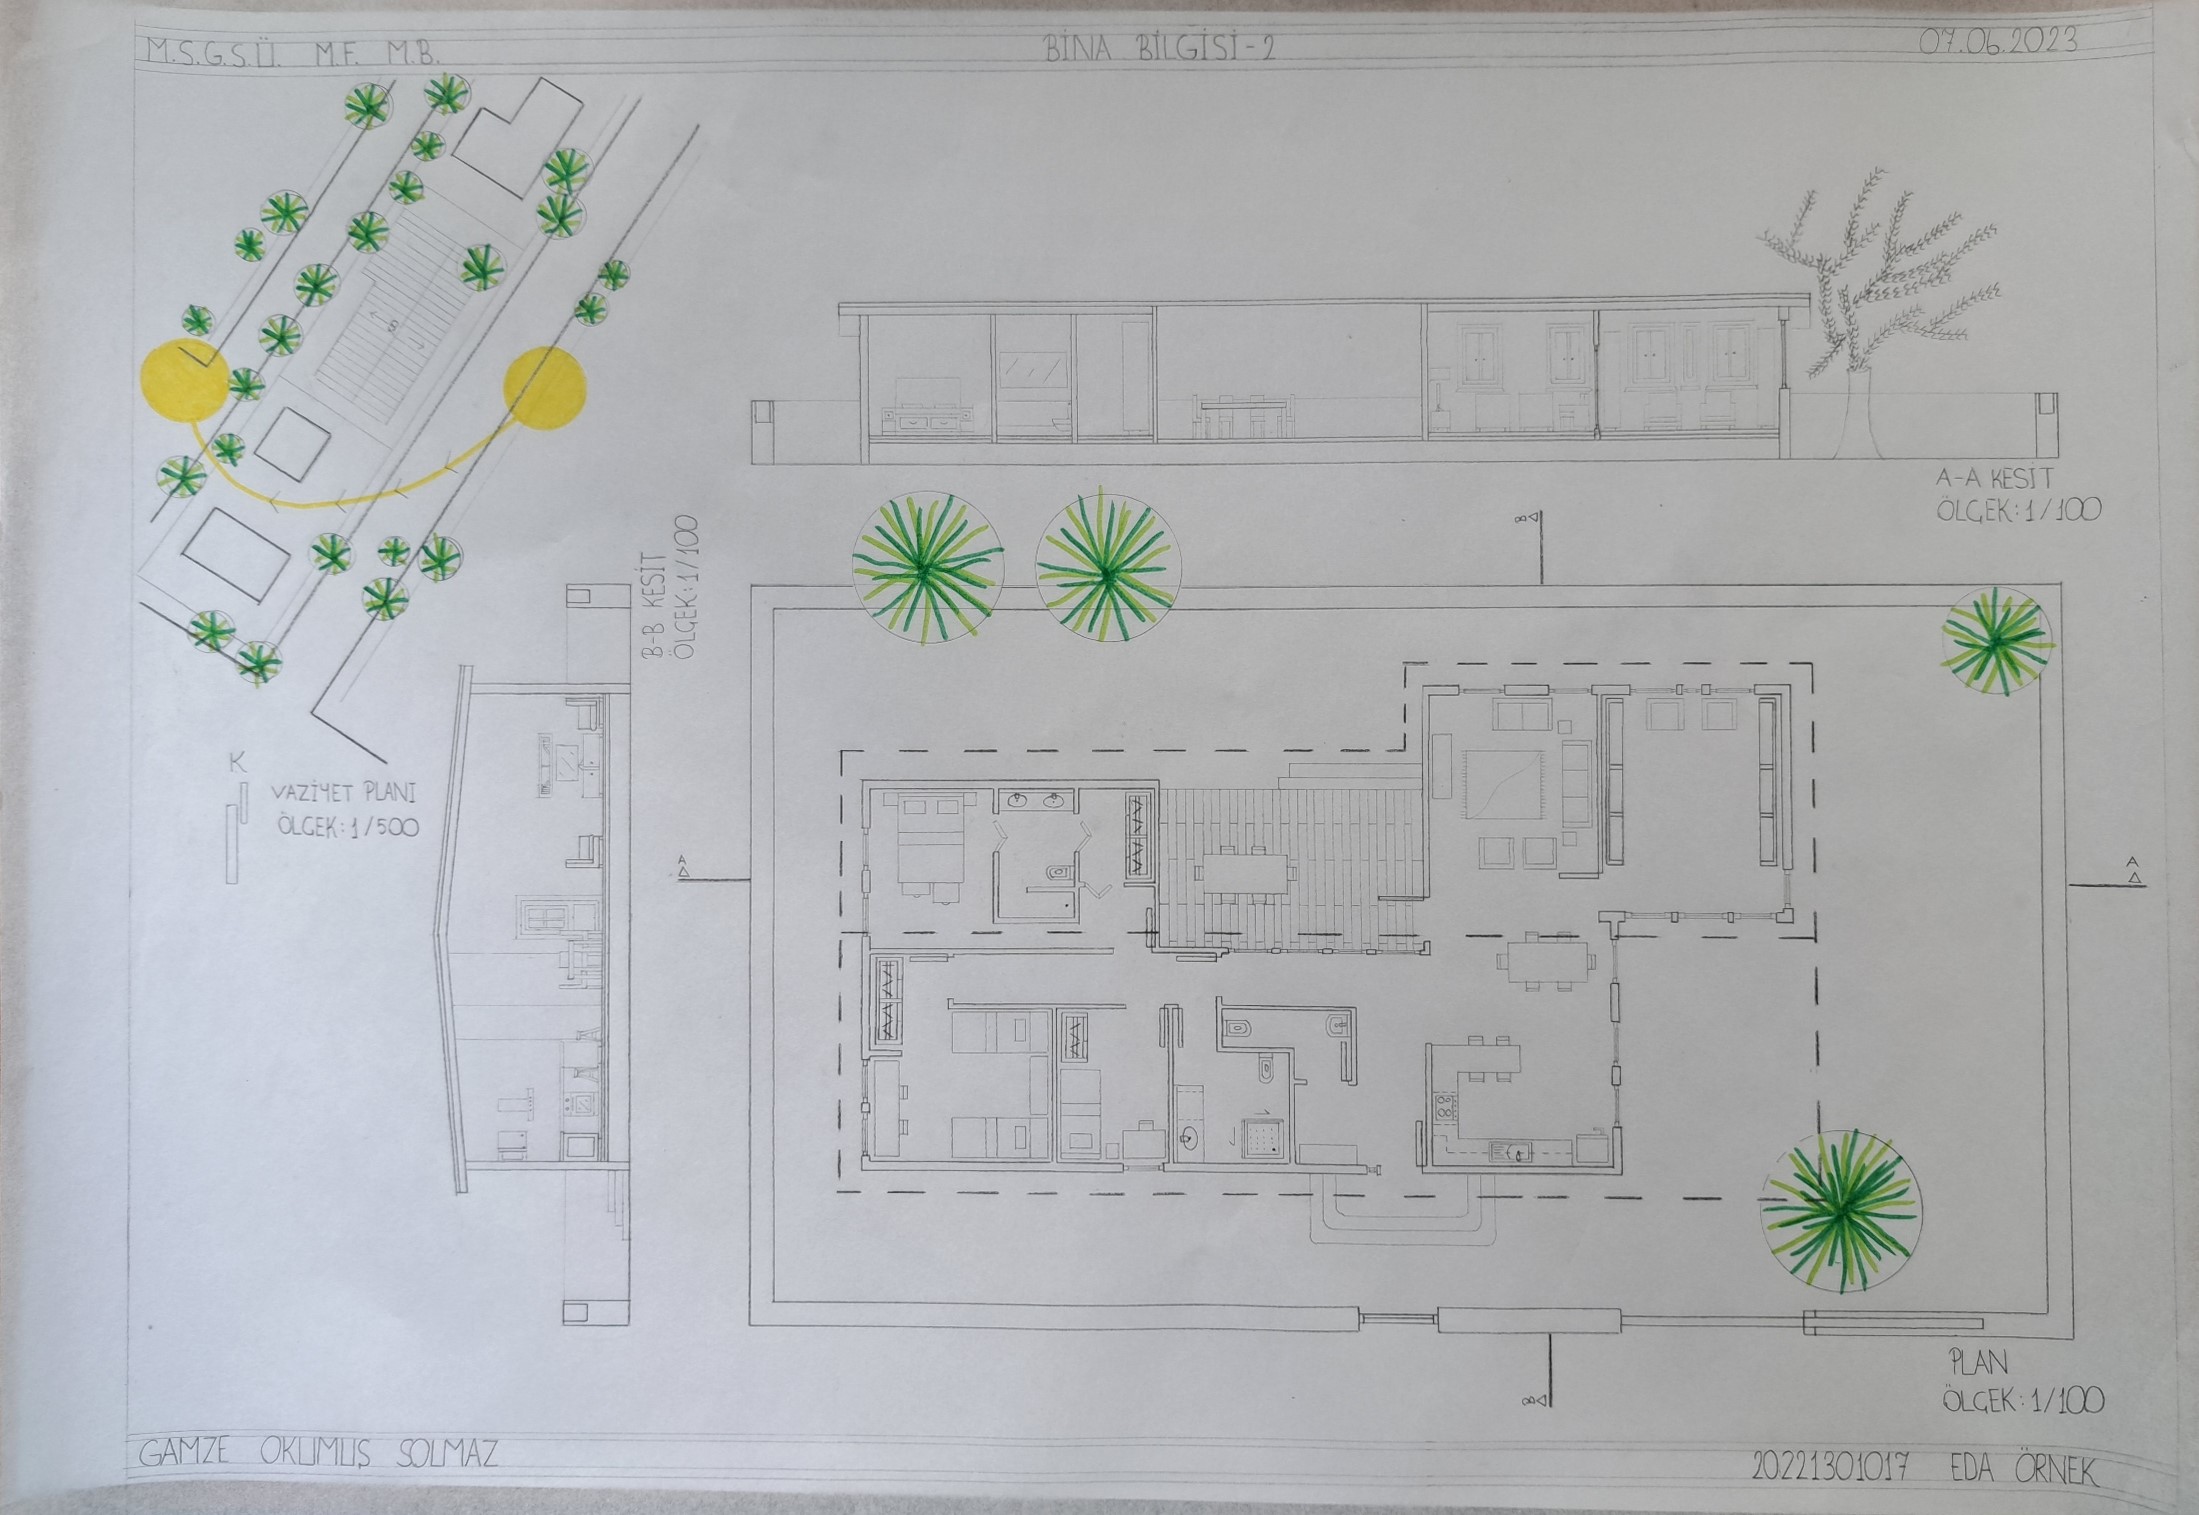 M.S.G.S.Ü. M.F. M.B.
BİNA BİLGİSİ-2
07.06.2023
A-A KESİT
ÖLÇEK:1/100
B-B KESİT
ÖLÇEK:1/100
K
VAZİYET PLANI
ÖLÇEK:1/500
B
A
A
B
PLAN
ÖLÇEK:1/100
GAMZE OKUMUŞ SOLMAZ
20221301017 EDA ÖRNEK